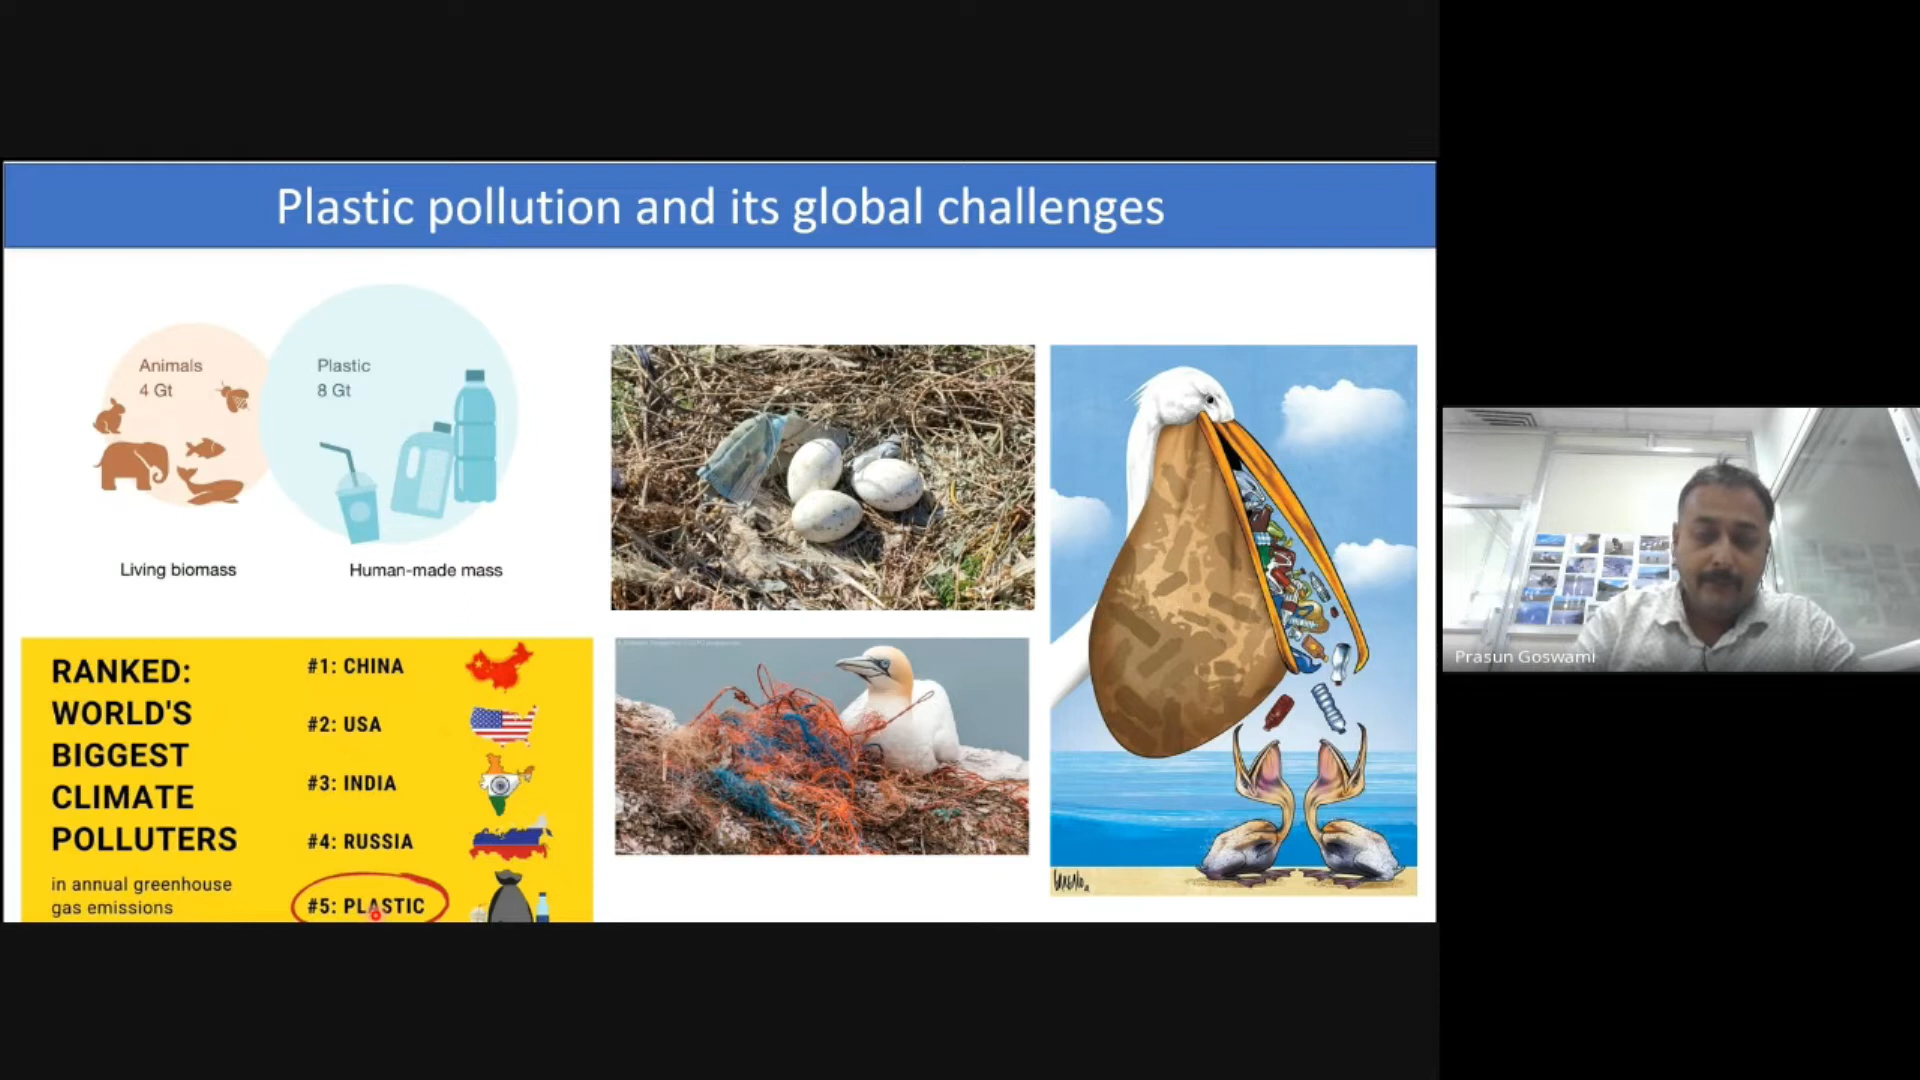 Plastic pollution and its global challenges
Animals
4 Gt
Plastic
8 Gt
Living biomass
Human-made mass
RANKED:
WORLD'S
BIGGEST
CLIMATE
POLLUTERS
in annual greenhouse
gas emissions
#1: CHINA
#2: USA
#3: INDIA
#4: RUSSIA
#5: PLASTIC
Prasun Goswami